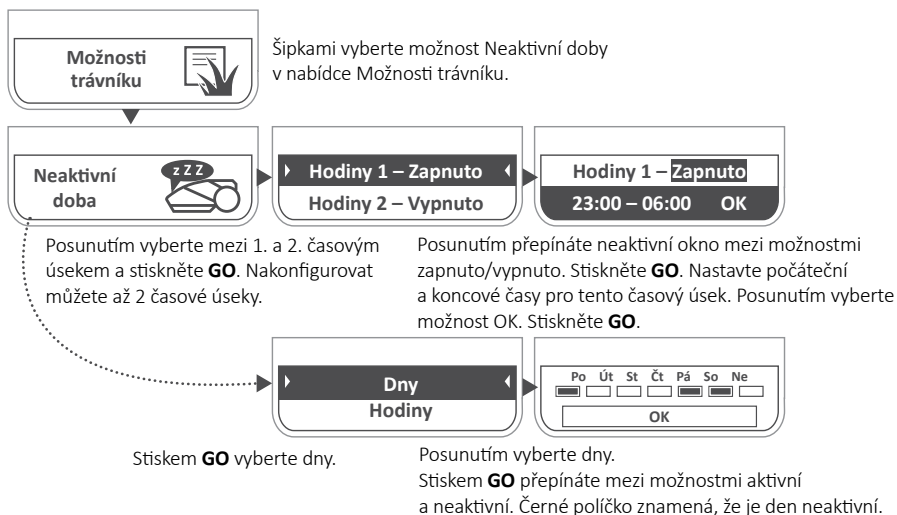 Možnosti
trávníku
Šipkami vyberte možnost Neaktivní doby
v nabídce Možnosti trávníku.
Neaktivní
doba
z Z Z
Hodiny 1 – Zapnuto
Hodiny 2 – Vypnuto
Hodiny 1 – Zapnuto
23:00 – 06:00 OK
Posunutím vyberte mezi 1. a 2. časovým
úsekem a stiskněte GO. Nakonfigurovat
můžete až 2 časové úseky.
Posunutím přepínáte neaktivní okno mezi možnostmi
zapnuto/vypnuto. Stiskněte GO. Nastavte počáteční
a koncové časy pro tento časový úsek. Posunutím vyberte
možnost OK. Stiskněte GO.
Dny
Hodiny
Po Út St Čt Pá So Ne
OK
Stiskem GO vyberte dny.
Posunutím vyberte dny.
Stiskem GO přepínáte mezi možnostmi aktivní
a neaktivní. Černé políčko znamená, že je den neaktivní.